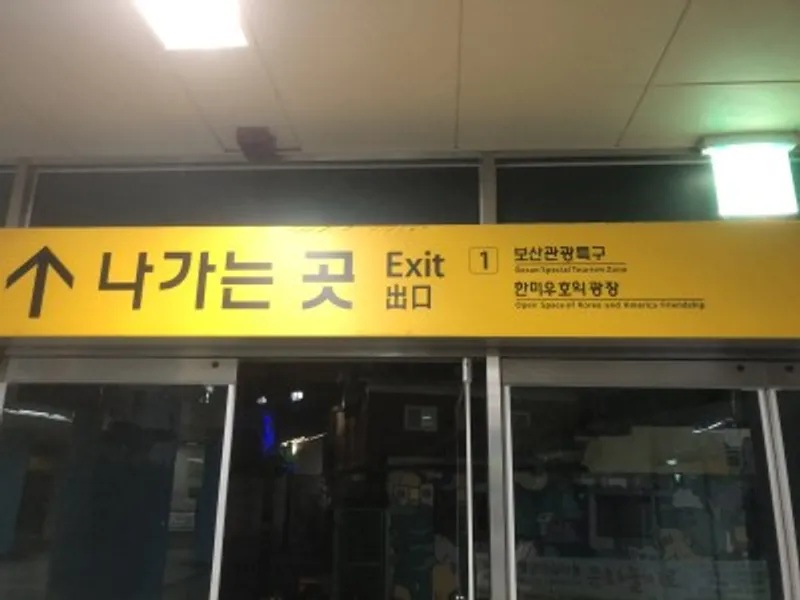 ↑ 나가는 곳
Exit
出口
1
보산관광특구
Bosan Special Tourism Zone
한미우호의 광장
Open Space of Korea and America Friendship